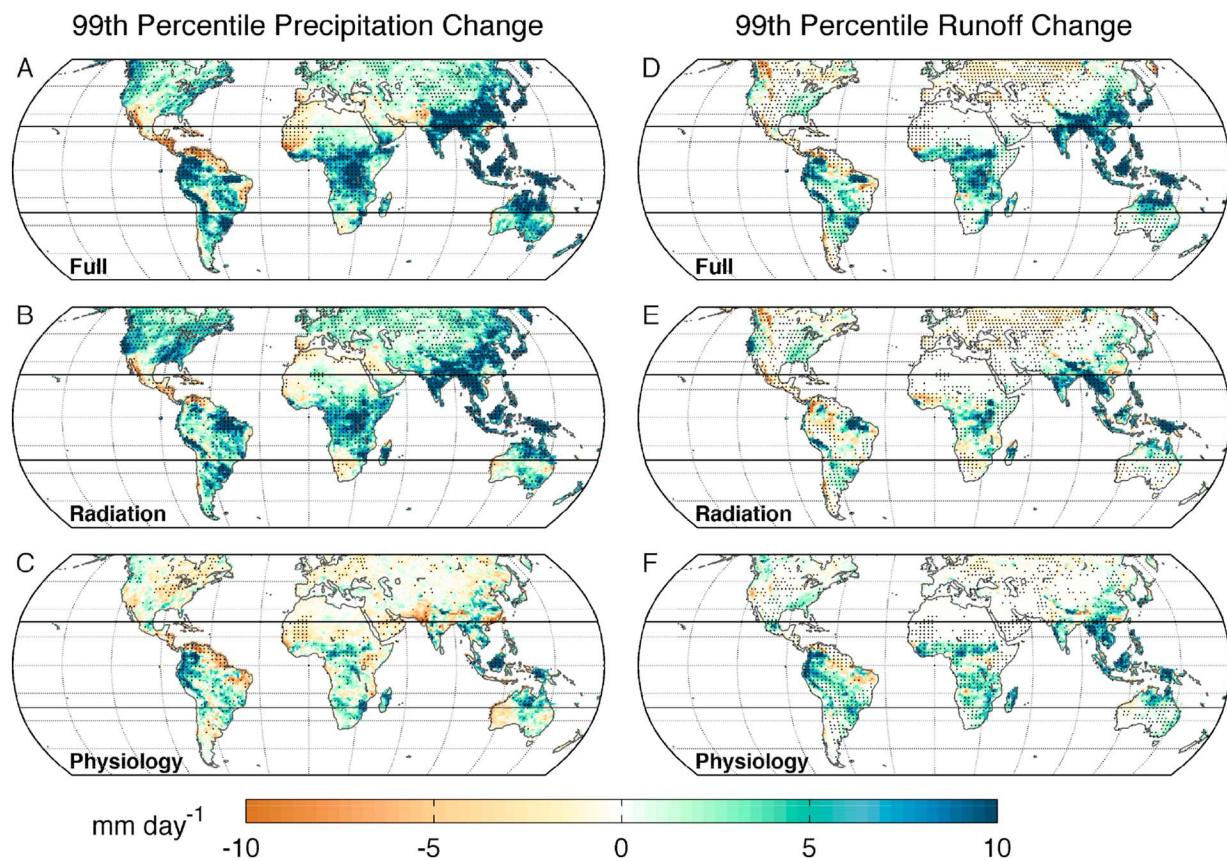 99th Percentile Precipitation Change
99th Percentile Runoff Change
A
Full
D
Full
B
Radiation
E
Radiation
C
Physiology
F
Physiology
mm day-1
-10 -5 0 5 10